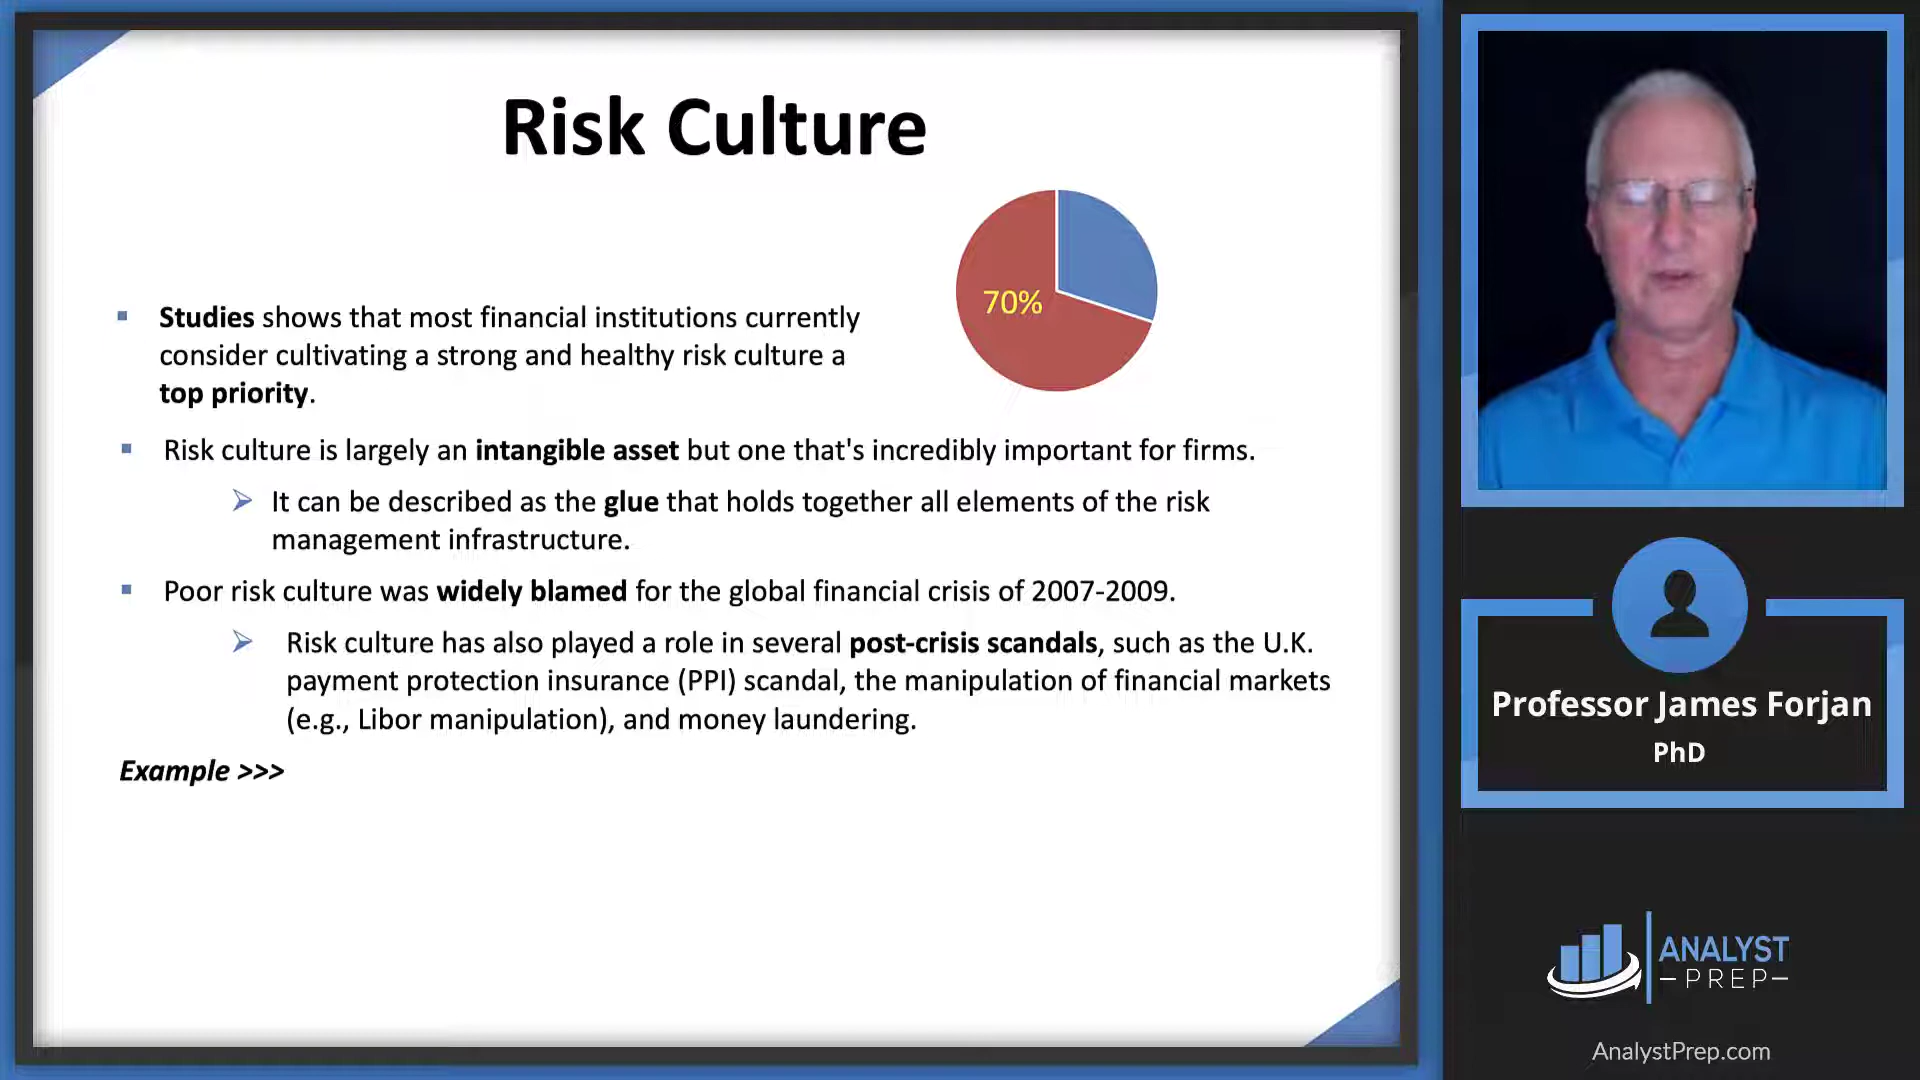 Risk Culture
70%
▪ Studies shows that most financial institutions currently
consider cultivating a strong and healthy risk culture a
top priority.
▪ Risk culture is largely an intangible asset but one that's incredibly important for firms.
➢ It can be described as the glue that holds together all elements of the risk
management infrastructure.
▪ Poor risk culture was widely blamed for the global financial crisis of 2007-2009.
➢ Risk culture has also played a role in several post-crisis scandals, such as the U.K.
payment protection insurance (PPI) scandal, the manipulation of financial markets
(e.g., Libor manipulation), and money laundering.
Example >>>
Professor James Forjan
PhD
ANALYST
PREP
AnalystPrep.com